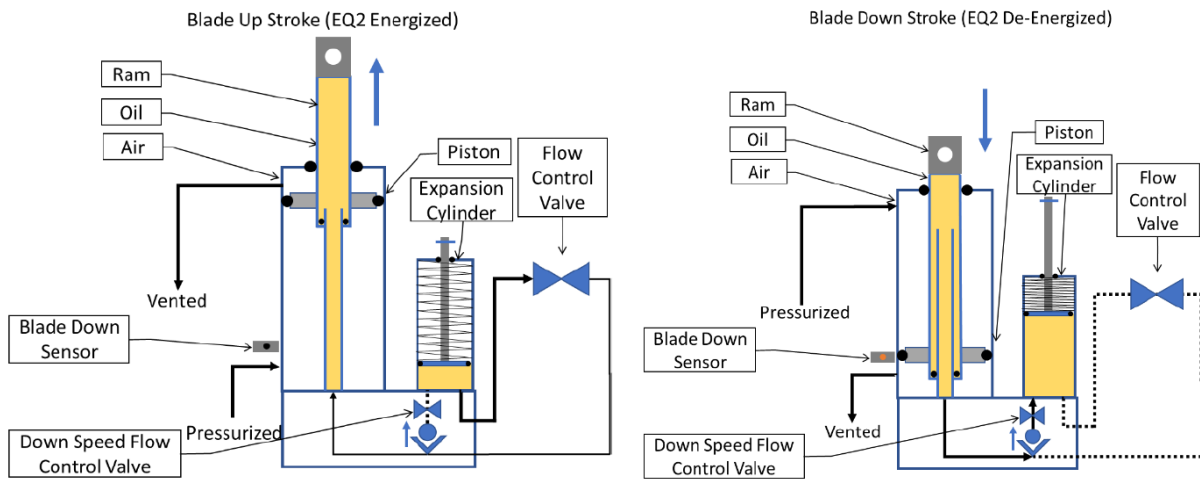 Blade Up Stroke (EQ2 Energized)
Ram
Oil
Air
Piston
Expansion
Cylinder
Flow
Control
Valve
Vented
Blade Down
Sensor
Pressurized
Down Speed Flow
Control Valve
Blade Down Stroke (EQ2 De-Energized)
Ram
Oil
Air
Piston
Expansion
Cylinder
Flow
Control
Valve
Pressurized
Blade Down
Sensor
Vented
Down Speed Flow
Control Valve